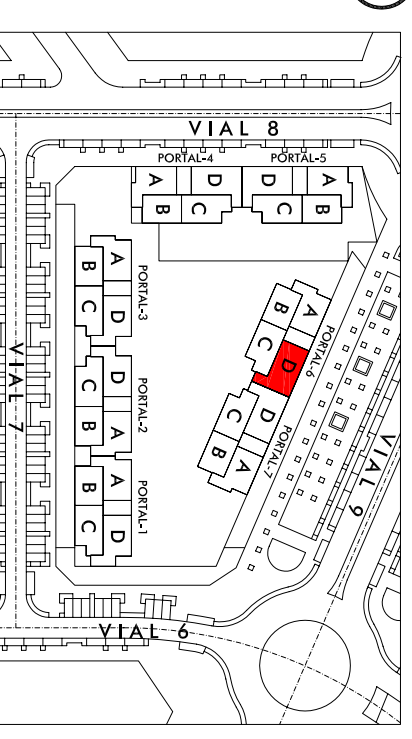 VIAL 8
PORTAL-4
PORTAL-5
A
D
D
A
B
C
C
B
PORTAL-3
A
B
C
D
PORTAL-2
D
C
B
A
PORTAL-1
A
B
C
D
PORTAL-6
A
B
C
D
PORTAL-7
D
C
B
A
VIAL 7
VIAL 9
VIAL 6